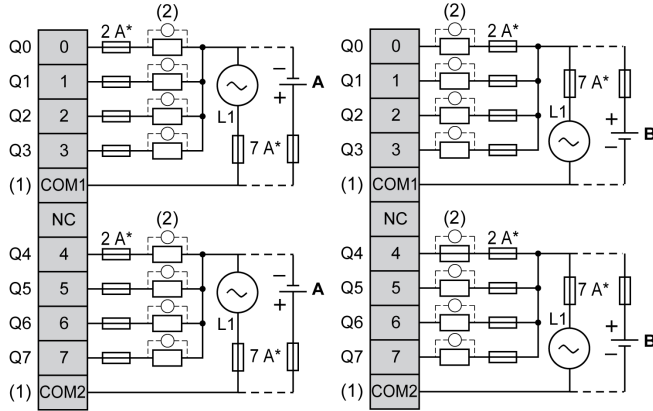 (2)
2 A*
Q0 0
Q1 1
Q2 2
Q3 3
(1) COM1
NC
L1
7 A*
−
+
A
(2)
2 A*
Q4 4
Q5 5
Q6 6
Q7 7
(1) COM2
L1
7 A*
−
+
A
(2)
2 A*
Q0 0
Q1 1
Q2 2
Q3 3
(1) COM1
NC
7 A*
L1
+
−
B
(2)
2 A*
Q4 4
Q5 5
Q6 6
Q7 7
(1) COM2
7 A*
L1
+
−
B